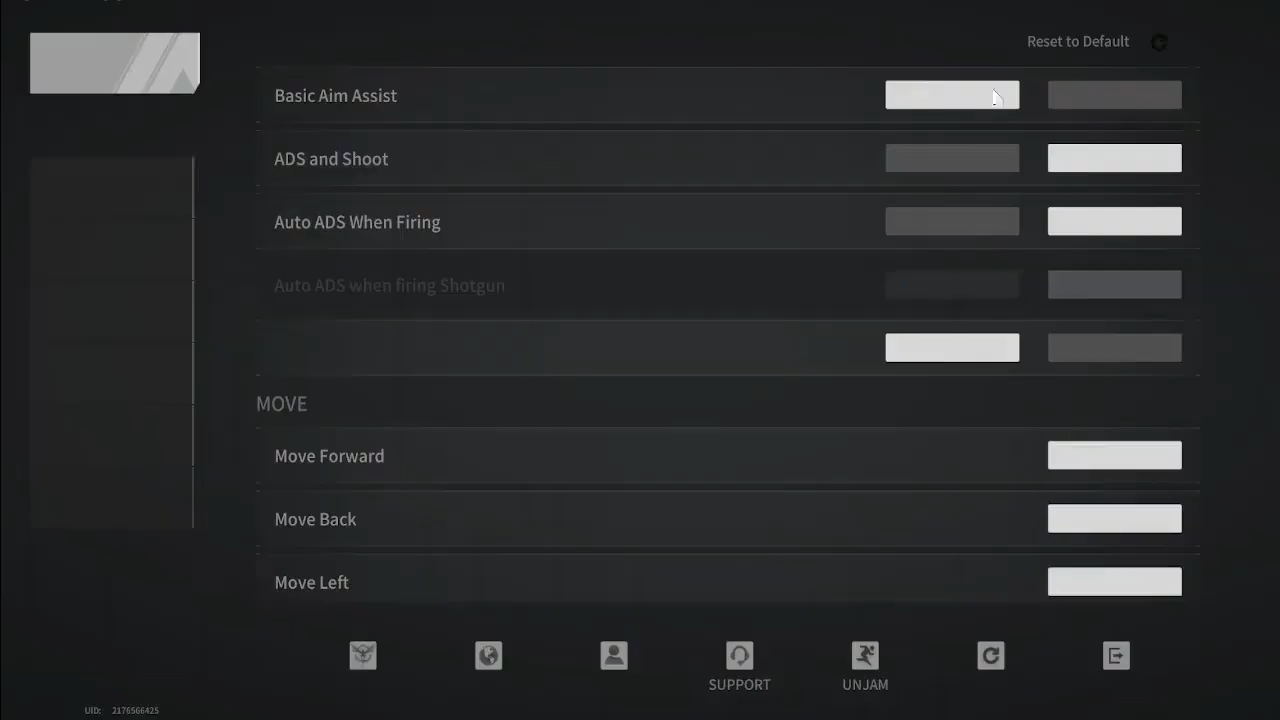 Reset to Default
Basic Aim Assist
ADS and Shoot
Auto ADS When Firing
Auto ADS when firing Shotgun
MOVE
Move Forward
Move Back
Move Left
SUPPORT
UNJAM
UID: 2176566425